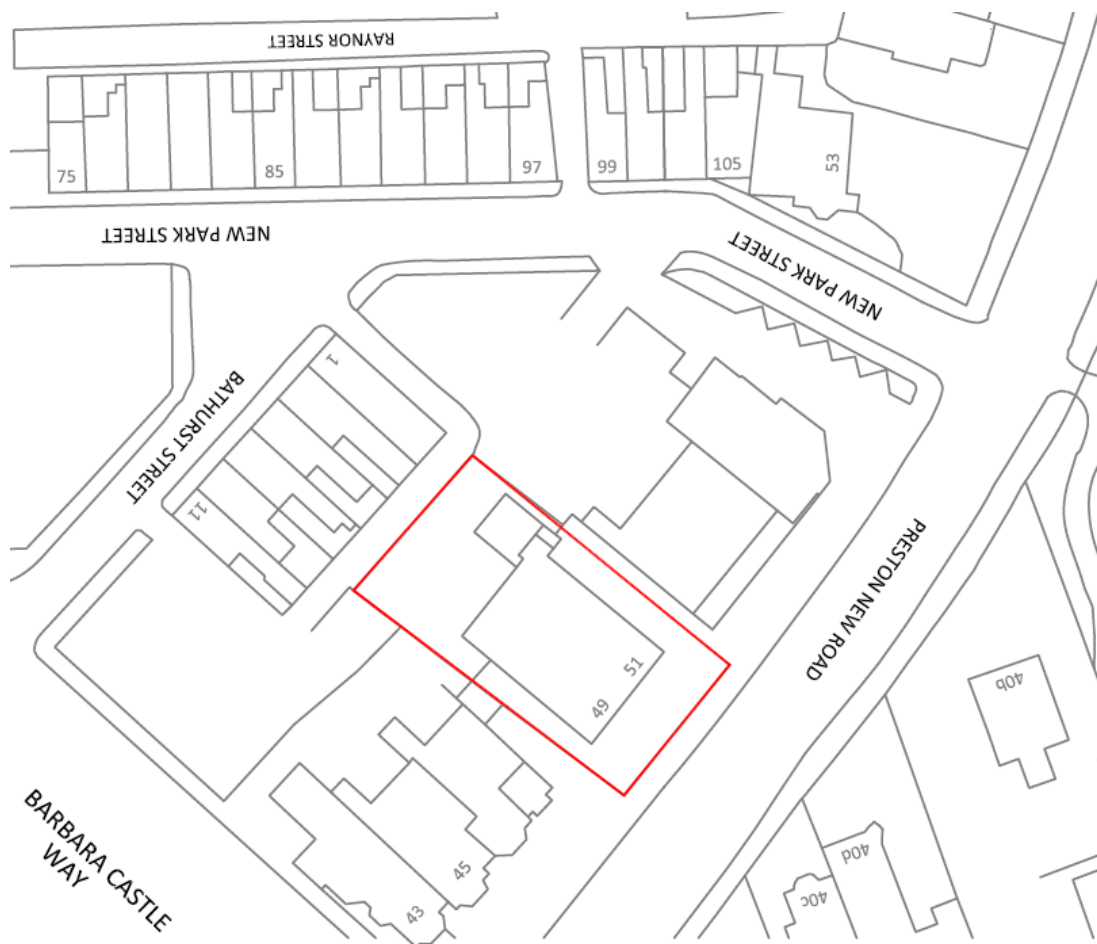 RAYNOR STREET
75
85
97
99
105
53
NEW PARK STREET
NEW PARK STREET
1
BATHURST STREET
11
PRESTON NEW ROAD
51
49
40b
BARBARA CASTLE
WAY
45
43
40d
40c